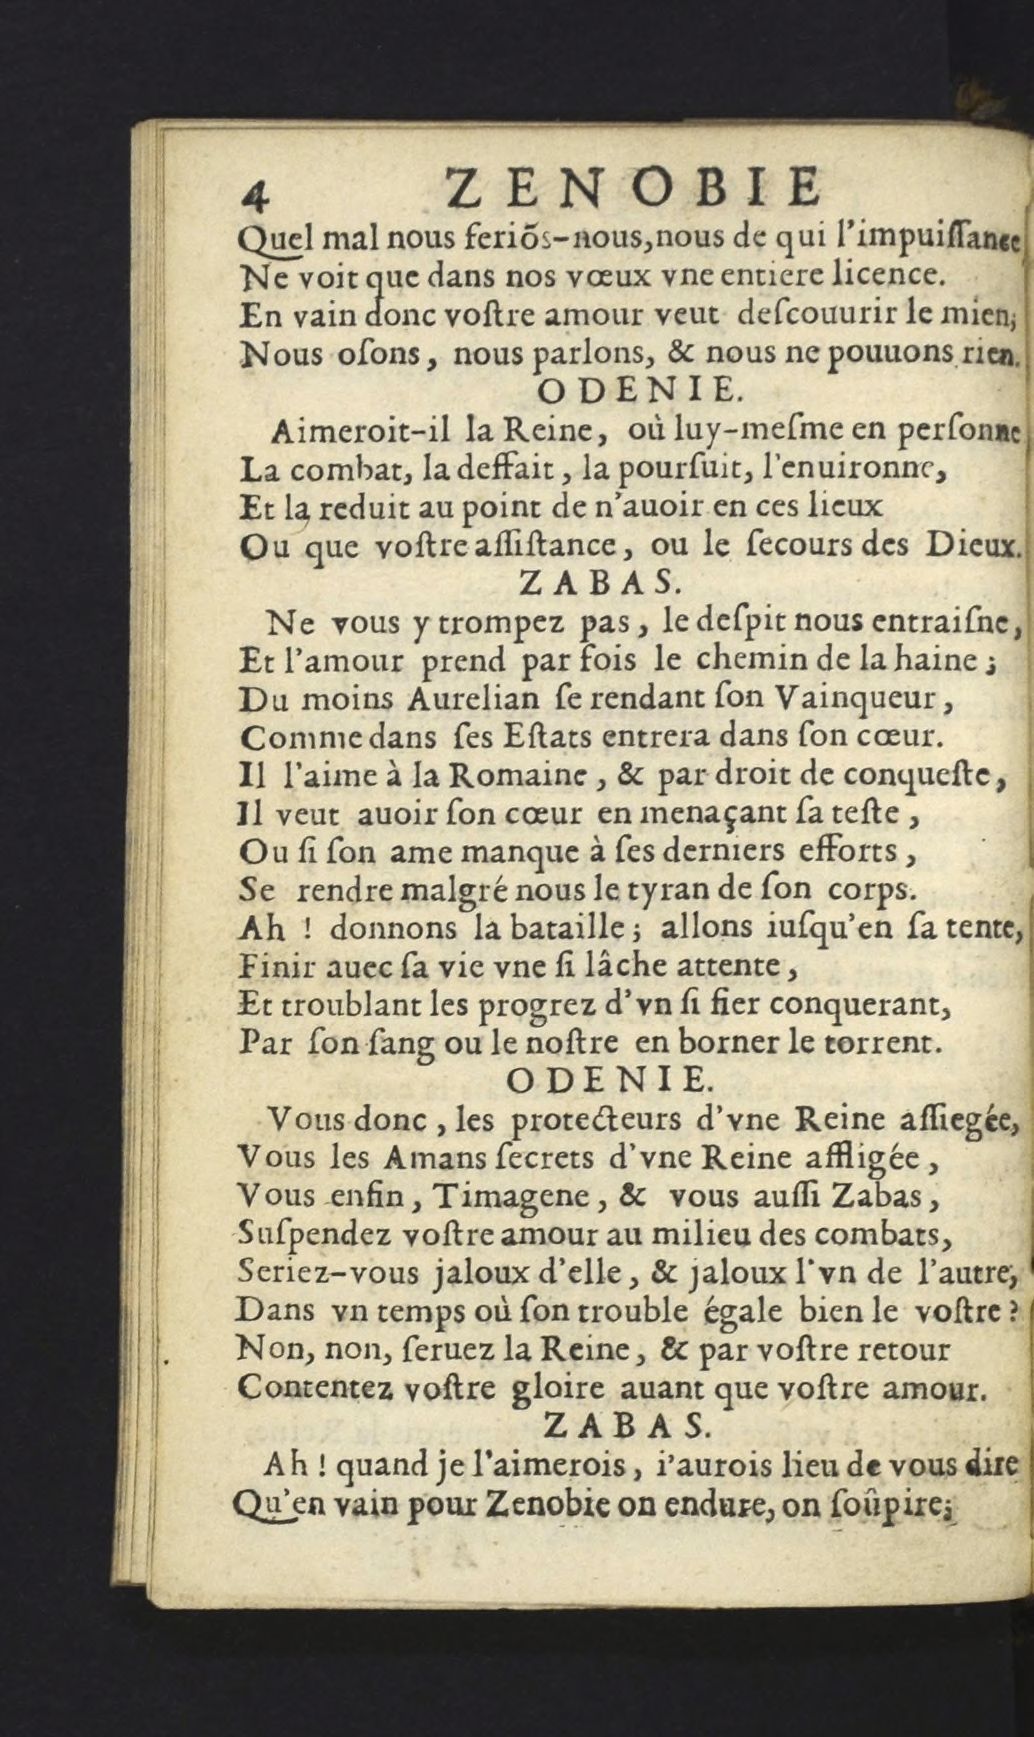 4 ZENOBIE
Quel mal nous feriõs-nous,nous de qui l'impuiſſance
Ne voit que dans nos vœux vne entiere licence.
En vain donc voſtre amour veut deſcouurir le mien,
Nous oſons, nous parlons, & nous ne pouuons rien.
ODENIE.
Aimeroit-il la Reine, où luy-meſme en perſonne
La combat, la deffait, la pourſuit, l'enuironne,
Et la reduit au point de n'auoir en ces lieux
Ou que voſtre aſſiſtance, ou le ſecours des Dieux.
ZABAS.
Ne vous y trompez pas, le deſpit nous entraiſne,
Et l'amour prend par fois le chemin de la haine;
Du moins Aurelian ſe rendant ſon Vainqueur,
Comme dans ſes Eſtats entrera dans ſon cœur.
Il l'aime à la Romaine, & par droit de conqueſte,
Il veut auoir ſon cœur en menaçant ſa teſte,
Ou ſi ſon ame manque à ſes derniers efforts,
Se rendre malgré nous le tyran de ſon corps.
Ah ! donnons la bataille; allons iuſqu'en ſa tente,
Finir auec ſa vie vne ſi lâche attente,
Et troublant les progrez d'vn ſi fier conquerant,
Par ſon ſang ou le noſtre en borner le torrent.
ODENIE.
Vous donc, les protecteurs d'vne Reine aſſiegée,
Vous les Amans ſecrets d'vne Reine affligée,
Vous enfin, Timagene, & vous auſſi Zabas,
Suſpendez voſtre amour au milieu des combats,
Seriez-vous jaloux d'elle, & jaloux l'vn de l'autre,
Dans vn temps où ſon trouble égale bien le voſtre?
Non, non, ſeruez la Reine, & par voſtre retour
Contentez voſtre gloire auant que voſtre amour.
ZABAS.
Ah ! quand je l'aimerois, i'aurois lieu de vous dire
Qu'en vain pour Zenobie on endure, on ſoûpire;